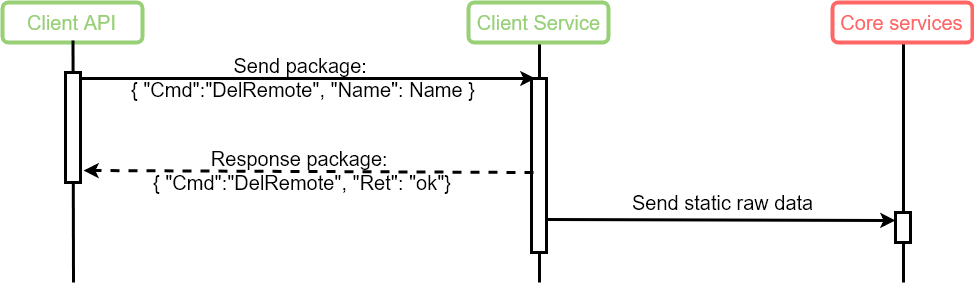 Client API
Client Service
Core services
Send package:
{ "Cmd":"DelRemote", "Name": Name }
Response package:
{ "Cmd":"DelRemote", "Ret": "ok"}
Send static raw data